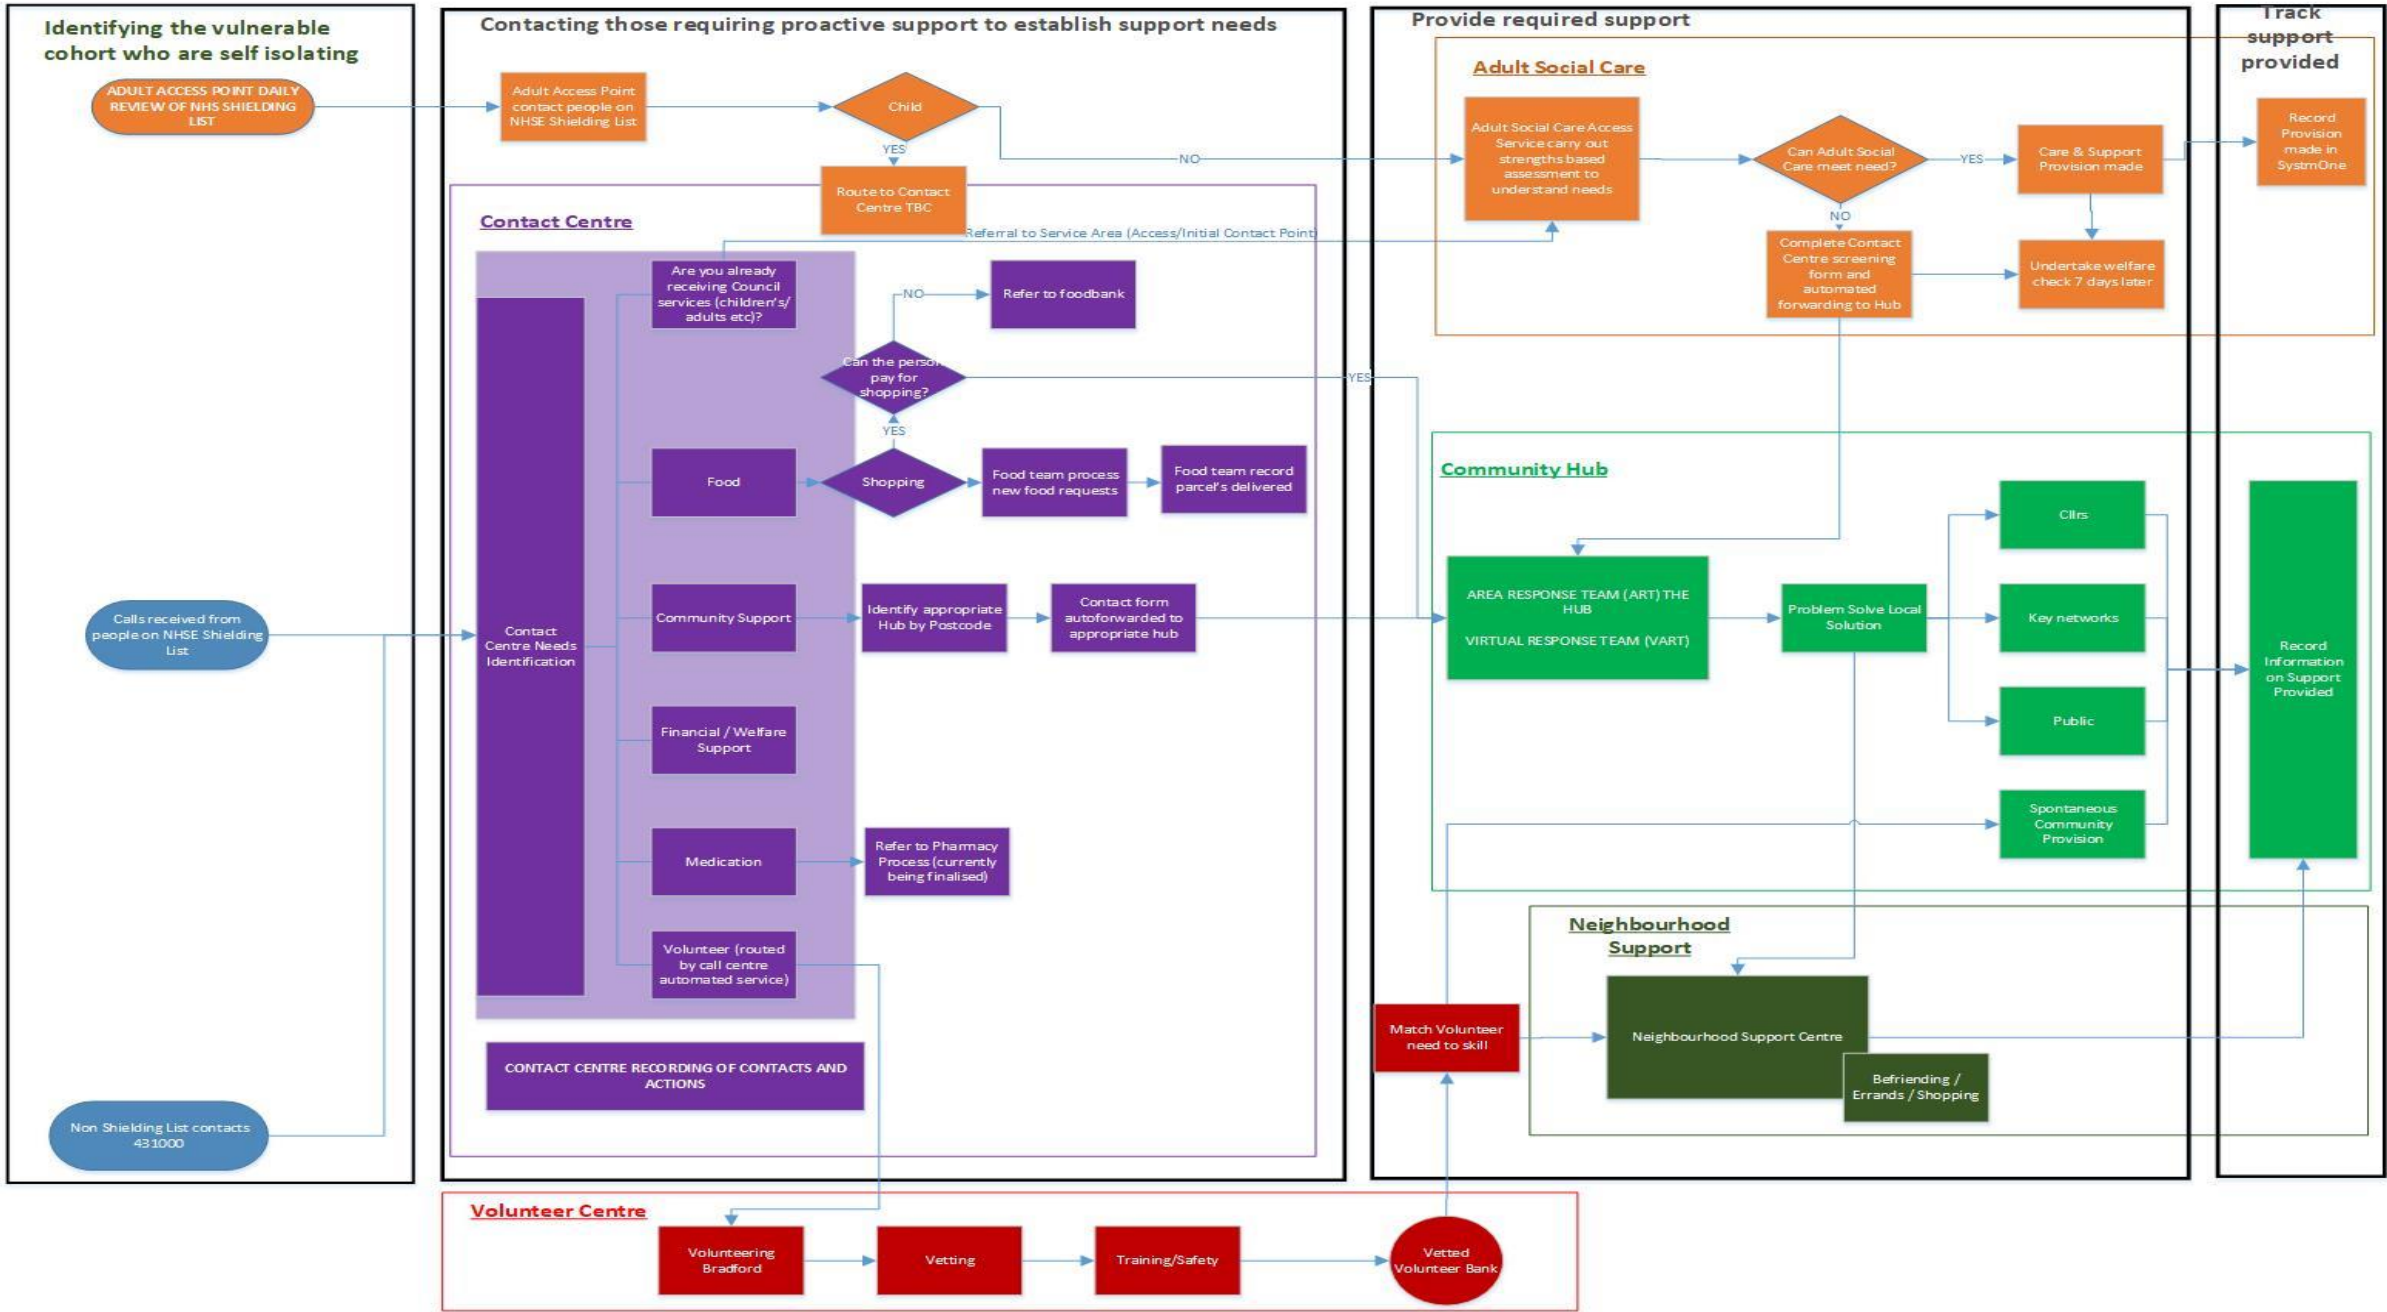 Identifying the vulnerable
cohort who are self isolating
ADULT ACCESS POINT DAILY
REVIEW OF NHS SHIELDING
LIST
Calls received from
people on NHSE Shielding
List
Non Shielding List contacts
431000
Contacting those requiring proactive support to establish support needs
Adult Access Point
contact people on
NHSE Shielding List
Child
YES
NO
Route to Contact
Centre TBC
Contact Centre
Referral to Service Area (Access/Initial Contact Point)
Contact
Centre Needs
Identification
Are you already
receiving Council
services (children's/
adults etc)?
NO
Refer to foodbank
Can the person
pay for
shopping?
YES
YES
Food
Shopping
Food team process
new food requests
Food team record
parcel's delivered
Community Support
Identify appropriate
Hub by Postcode
Contact form
autoforwarded to
appropriate hub
Financial / Welfare
Support
Medication
Refer to Pharmacy
Process (currently
being finalised)
Volunteer (routed
by call centre
automated service)
CONTACT CENTRE RECORDING OF CONTACTS AND
ACTIONS
Provide required support
Adult Social Care
Adult Social Care Access
Service carry out
strengths based
assessment to
understand needs
Can Adult Social
Care meet need?
YES
Care & Support
Provision made
NO
Complete Contact
Centre screening
form and
automated
forwarding to Hub
Undertake welfare
check 7 days later
Community Hub
AREA RESPONSE TEAM (ART) THE
HUB
VIRTUAL RESPONSE TEAM (VART)
Problem Solve Local
Solution
Cllrs
Key networks
Public
Spontaneous
Community
Provision
Neighbourhood
Support
Match Volunteer
need to skill
Neighbourhood Support Centre
Befriending /
Errands / Shopping
Track
support
provided
Record
Provision
made in
SystmOne
Record
Information
on Support
Provided
Volunteer Centre
Volunteering
Bradford
Vetting
Training/Safety
Vetted
Volunteer Bank